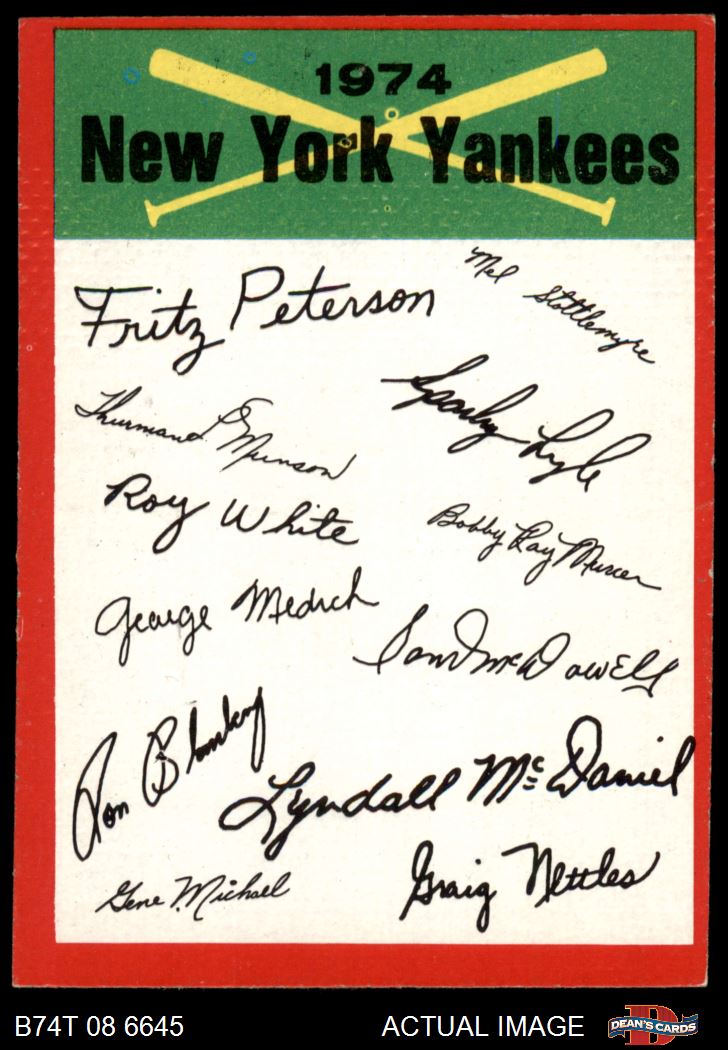 1974
New York Yankees
Mel Stottlemyre
Fritz Peterson
Sparky Lyle
Thurman L Munson
Roy White
Bobby Ray Murcer
George Medich
Sam McDowell
Ron Blomberg
Lyndall McDaniel
Gene Michael
Graig Nettles
B74T 08 6645
ACTUAL IMAGE
D
DEAN'S CARDS